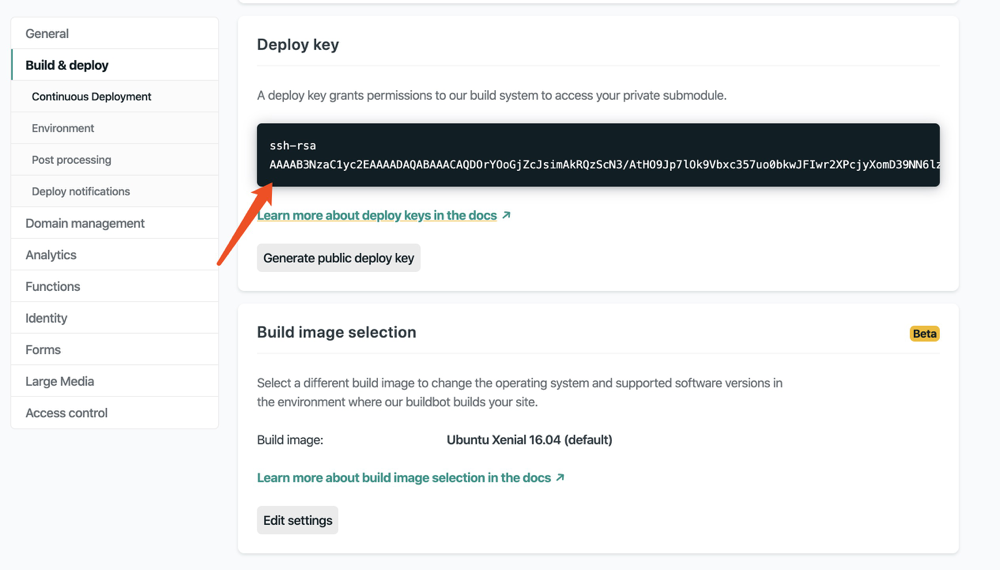 General
Build & deploy
Continuous Deployment
Environment
Post processing
Deploy notifications
Domain management
Analytics
Functions
Identity
Forms
Large Media
Access control
Deploy key
A deploy key grants permissions to our build system to access your private submodule.
ssh-rsa
AAAAB3NzaC1yc2EAAAADAQABAAACAQDOrYOoGjZcJsimAkRQzScN3/AtHO9Jp7lOk9Vbxc357uo0bkwJFIwr2XPcjyXomD39NN6lz
Learn more about deploy keys in the docs ↗
Generate public deploy key
Build image selection
Beta
Select a different build image to change the operating system and supported software versions in
the environment where our buildbot builds your site.
Build image: Ubuntu Xenial 16.04 (default)
Learn more about build image selection in the docs ↗
Edit settings